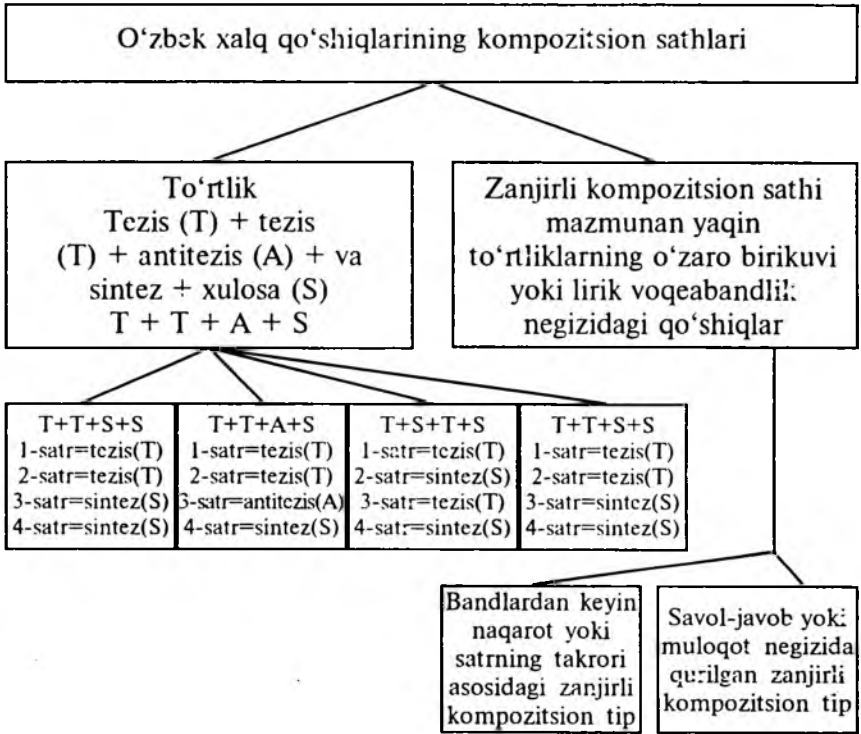 O‘zbek xalq qo‘shiqlarining kompozitsion sathlari
To‘rtlik
Tezis (T) + tezis
(T) + antitezis (A) + va
sintez + xulosa (S)
T + T + A + S
Zanjirli kompozitsion sathi
mazmunan yaqin
to‘rtliklarning o‘zaro birikuvi
yoki lirik voqeabandlik
negizidagi qo‘shiqlar
T+T+S+S
1-satr=tezis(T)
2-satr=tezis(T)
3-satr=sintez(S)
4-satr=sintez(S)
T+T+A+S
1-satr=tezis(T)
2-satr=tezis(T)
3-satr=antitezis(A)
4-satr=sintez(S)
T+S+T+S
1-satr=tezis(T)
2-satr=sintez(S)
3-satr=tezis(T)
4-satr=sintez(S)
T+T+S+S
1-satr=tezis(T)
2-satr=tezis(T)
3-satr=sintez(S)
4-satr=sintez(S)
Bandlardan keyin
naqarot yoki
satrning takrori
asosidagi zanjirli
kompozitsion tip
Savol-javob yoki
muloqot negizida
qurilgan zanjirli
kompozitsion tip